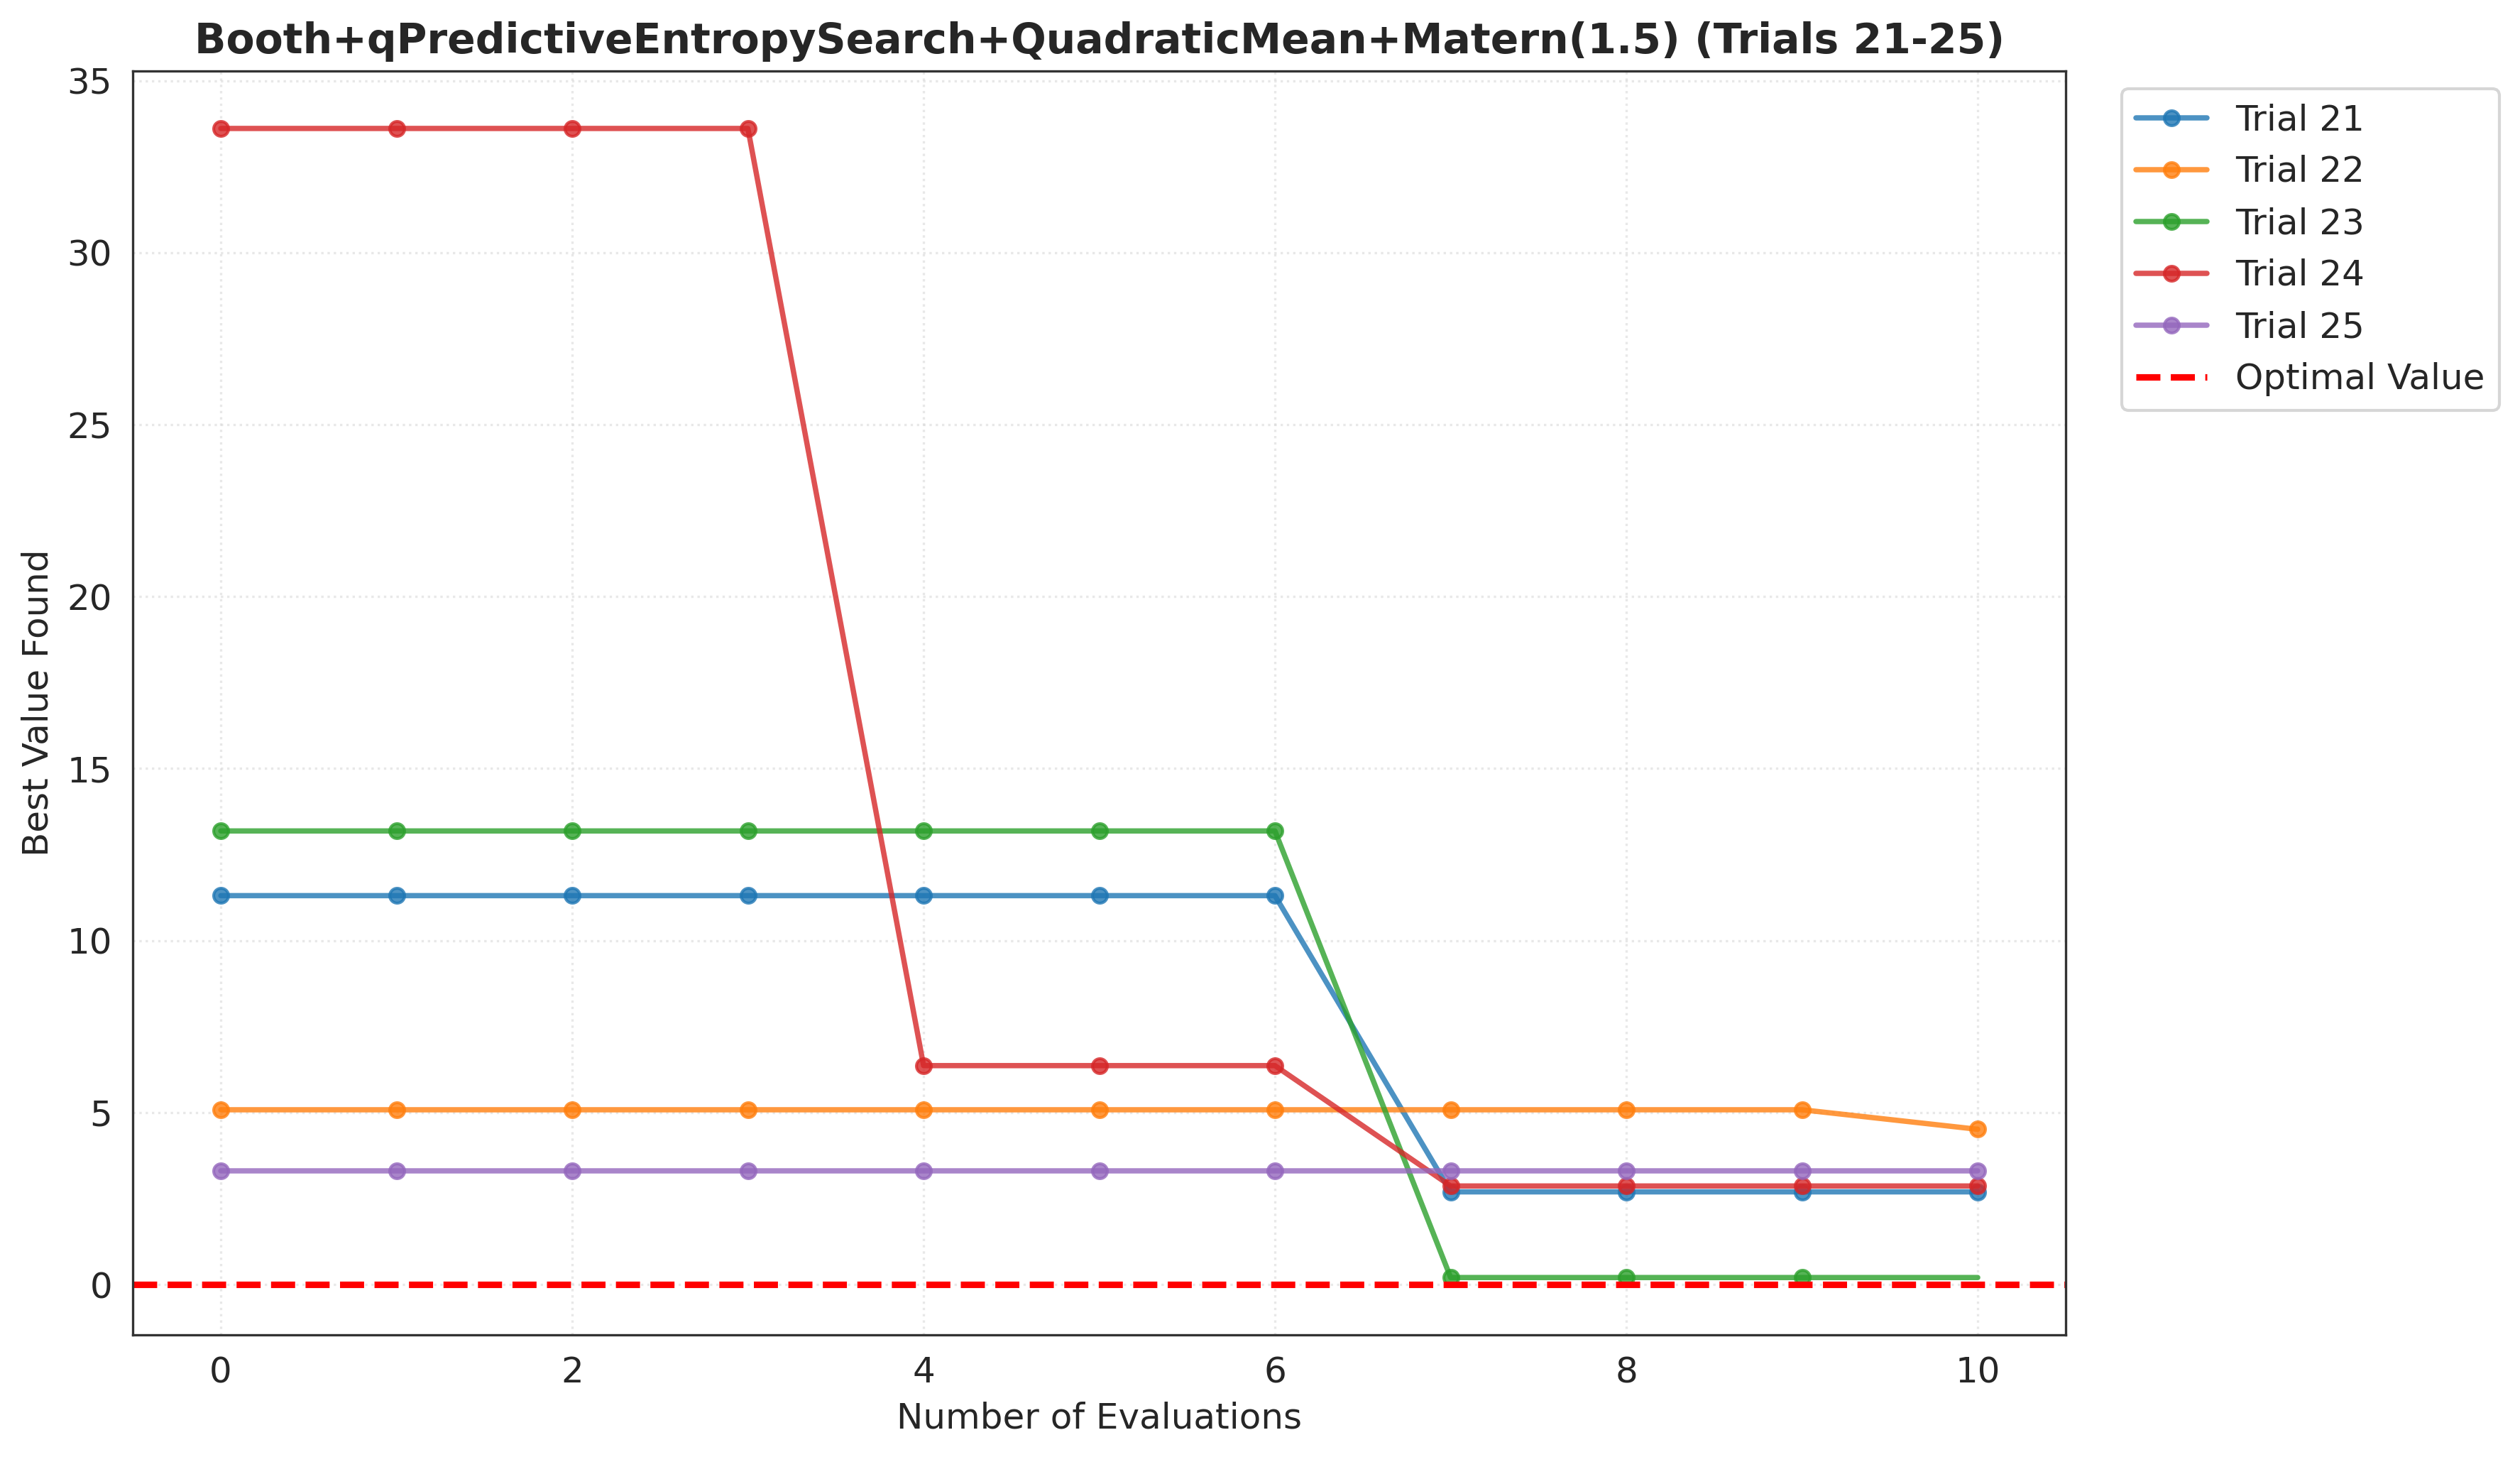 Booth+qPredictiveEntropySearch+QuadraticMean+Matern(1.5) (Trials 21-25)
Best Value Found
35
30
25
20
15
10
5
0
0 2 4 6 8 10
Number of Evaluations
Trial 21
Trial 22
Trial 23
Trial 24
Trial 25
Optimal Value